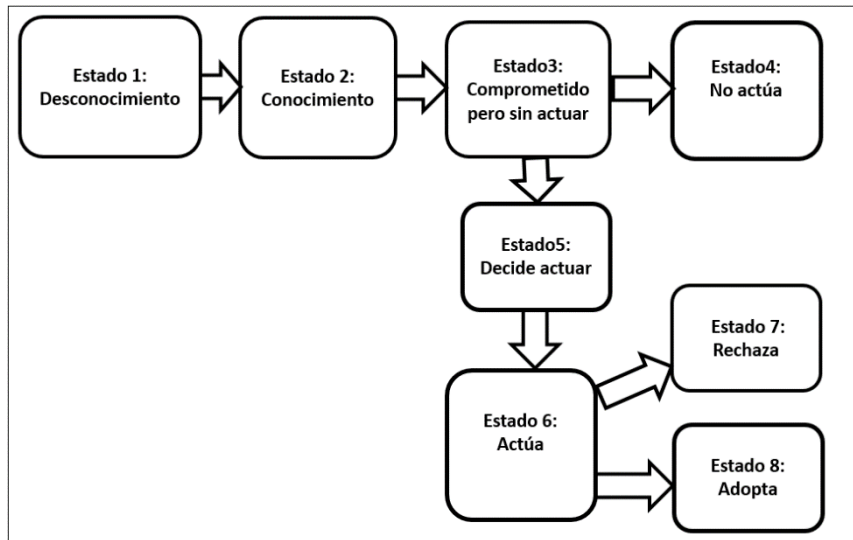 Estado 1:
Desconocimiento
Estado 2:
Conocimiento
Estado3:
Comprometido
pero sin actuar
Estado4:
No actúa
Estado5:
Decide actuar
Estado 6:
Actúa
Estado 7:
Rechaza
Estado 8:
Adopta